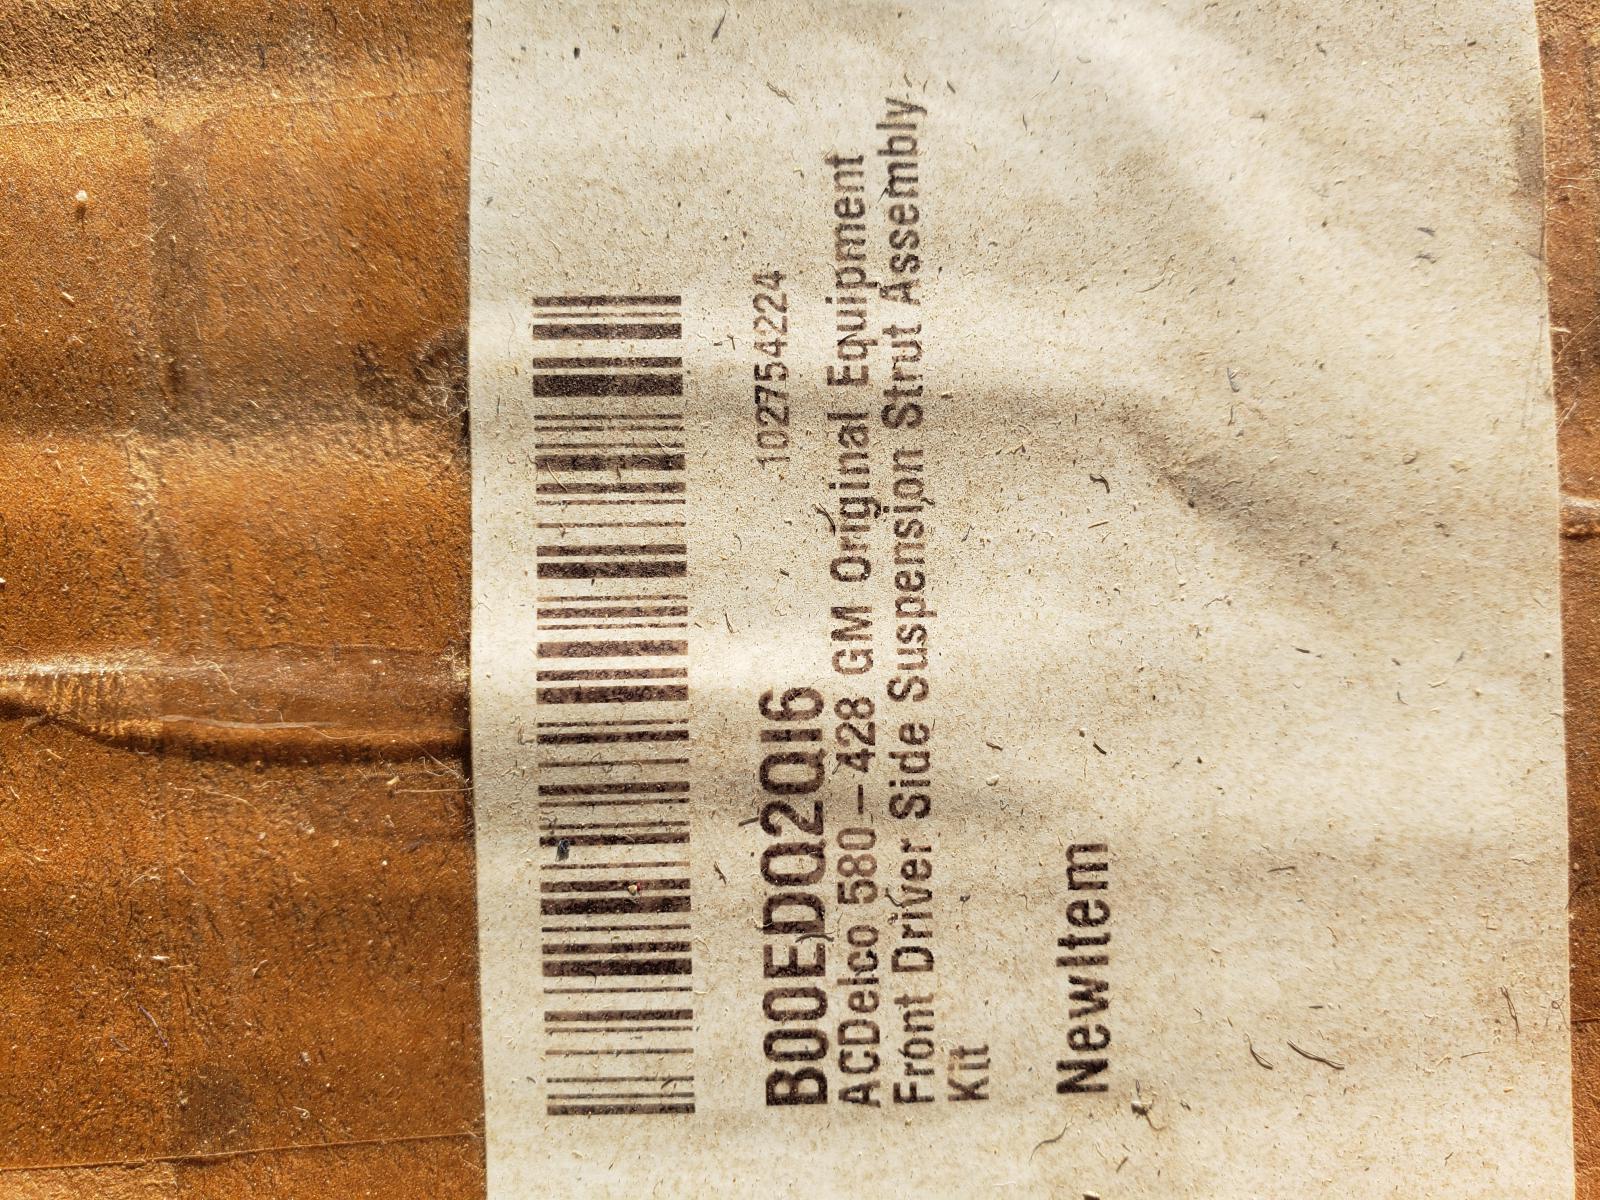 B00EDQ2QI6
102754224
ACDelco 580-428 GM Original Equipment
Front Driver Side Suspension Strut Assembly
Kit
NewItem